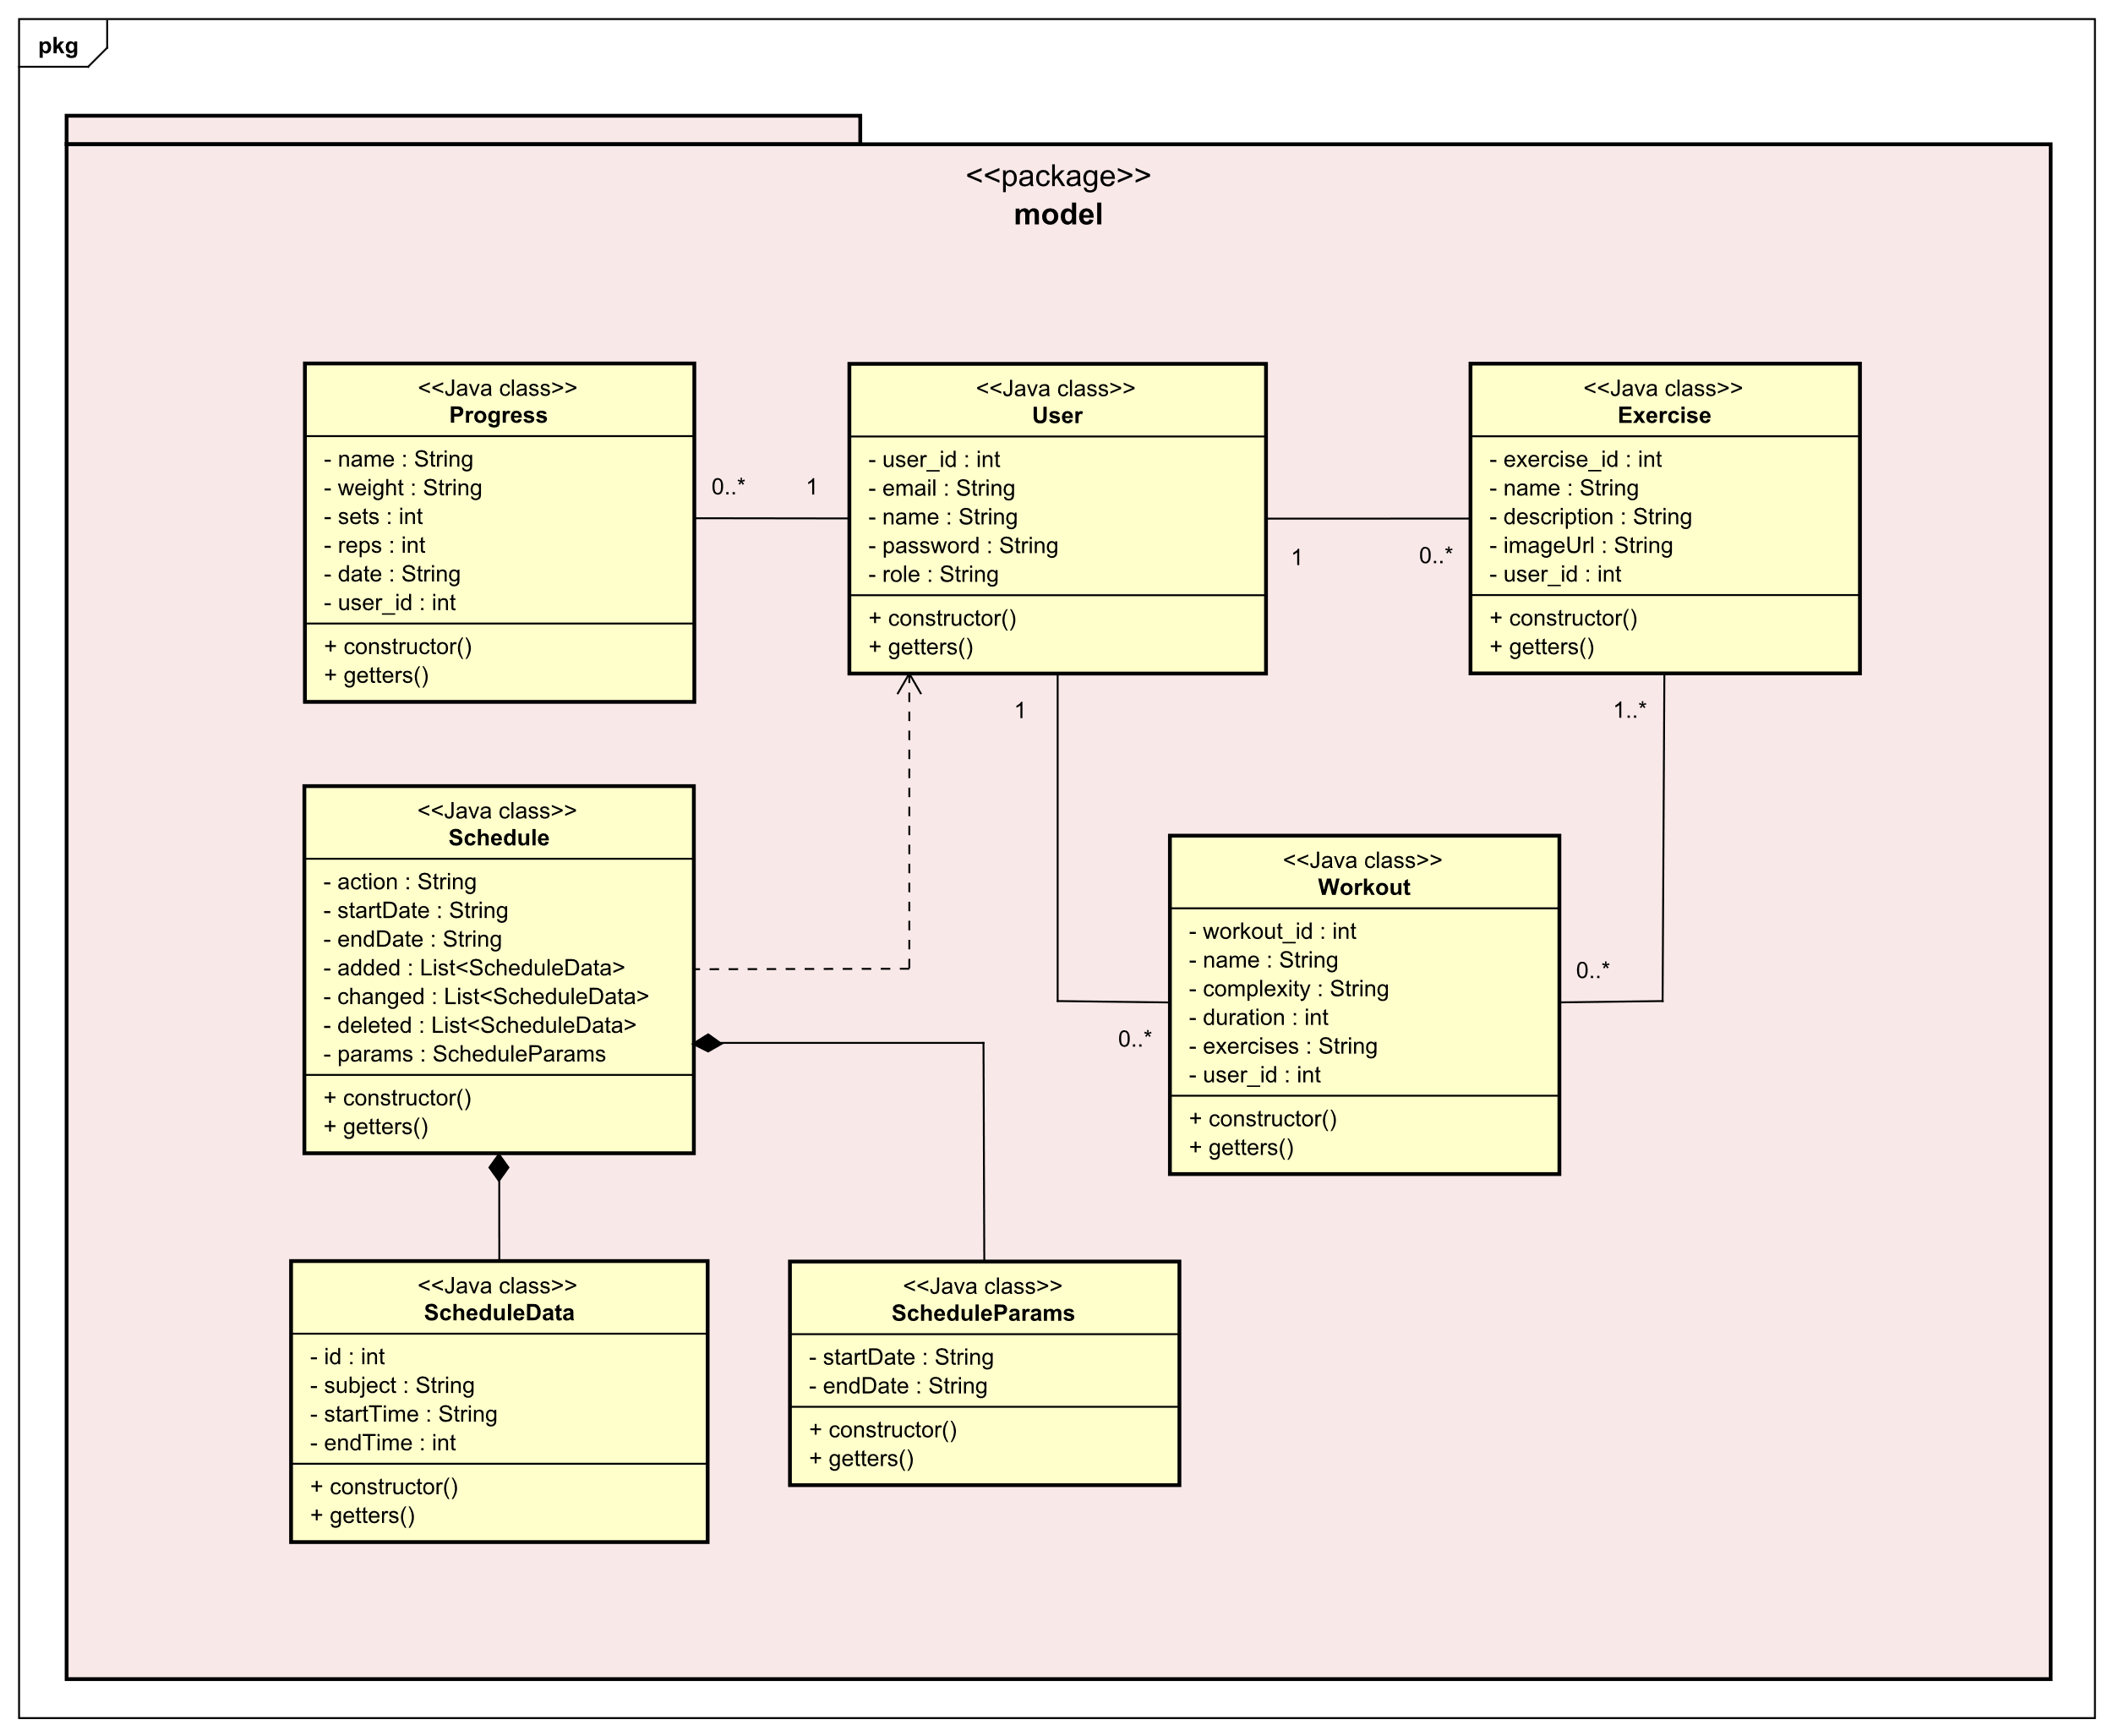 pkg
<<package>>
model
<<Java class>>
Progress
- name : String
- weight : String
- sets : int
- reps : int
- date : String
- user_id : int
+ constructor()
+ getters()
0..*
1
<<Java class>>
User
- user_id : int
- email : String
- name : String
- password : String
- role : String
+ constructor()
+ getters()
1
0..*
<<Java class>>
Exercise
- exercise_id : int
- name : String
- description : String
- imageUrl : String
- user_id : int
+ constructor()
+ getters()
1
1..*
<<Java class>>
Schedule
- action : String
- startDate : String
- endDate : String
- added : List<ScheduleData>
- changed : List<ScheduleData>
- deleted : List<ScheduleData>
- params : ScheduleParams
+ constructor()
+ getters()
<<Java class>>
Workout
- workout_id : int
- name : String
- complexity : String
- duration : int
- exercises : String
- user_id : int
+ constructor()
+ getters()
0..*
0..*
<<Java class>>
ScheduleData
- id : int
- subject : String
- startTime : String
- endTime : int
+ constructor()
+ getters()
<<Java class>>
ScheduleParams
- startDate : String
- endDate : String
+ constructor()
+ getters()